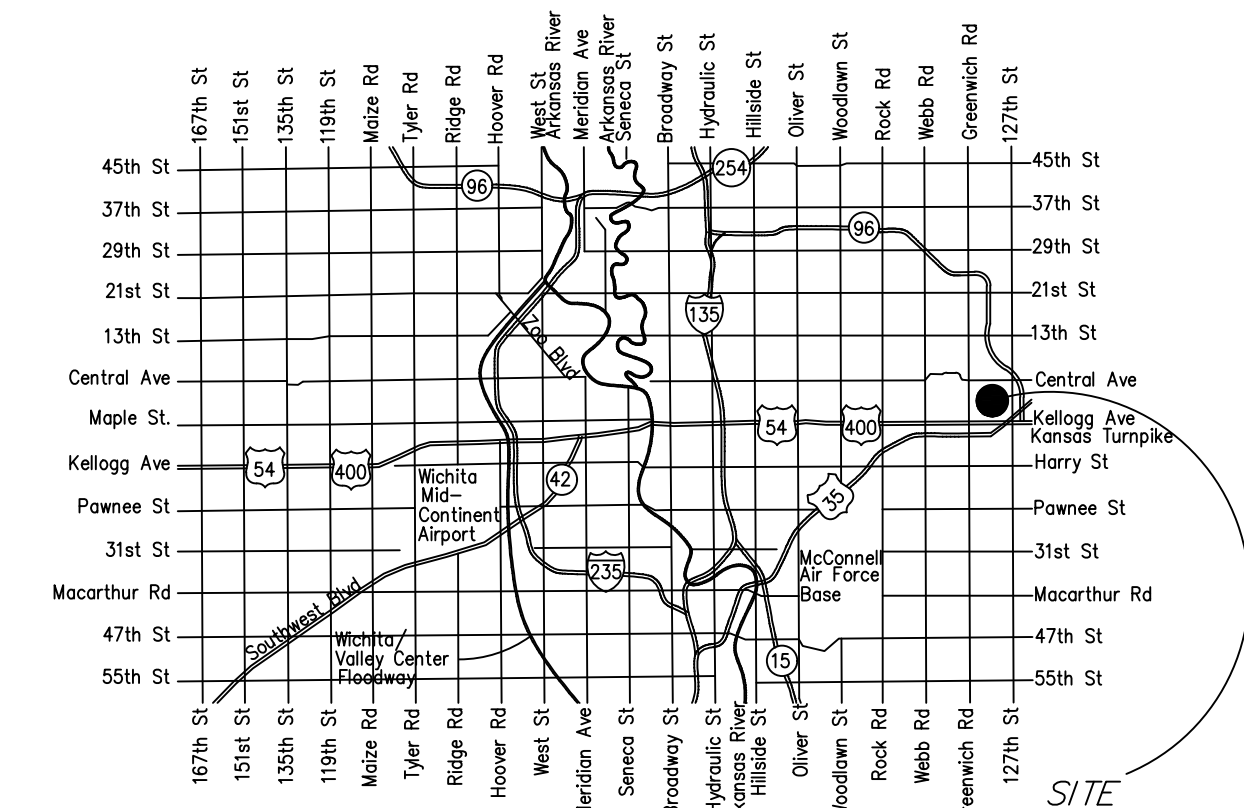 167th St
151st St
135th St
119th St
Maize Rd
Tyler Rd
Ridge Rd
Hoover Rd
West St
Arkansas River
Meridian Ave
Arkansas River
Seneca St
Broadway St
Hydraulic St
Hillside St
Oliver St
Woodlawn St
Rock Rd
Webb Rd
Greenwich Rd
127th St
45th St
45th St
254
96
37th St
37th St
96
29th St
29th St
21st St
21st St
135
13th St
13th St
Zoo Blvd
Central Ave
Central Ave
Maple St.
54
400
Kellogg Ave
Kansas Turnpike
Kellogg Ave
54
400
Harry St
Wichita
Mid-
Continent
Airport
42
35
Pawnee St
Pawnee St
31st St
31st St
235
McConnell
Air Force
Base
Macarthur Rd
Macarthur Rd
Southwest Blvd
47th St
47th St
Wichita/
Valley Center
Floodway
15
55th St
55th St
167th St
151st St
135th St
119th St
Maize Rd
Tyler Rd
Ridge Rd
Hoover Rd
West St
eridian Ave
Seneca St
Broadway St
Hydraulic St
kansas River
Hillside St
Oliver St
Woodlawn St
Rock Rd
Webb Rd
reenwich Rd
127th St
SITE